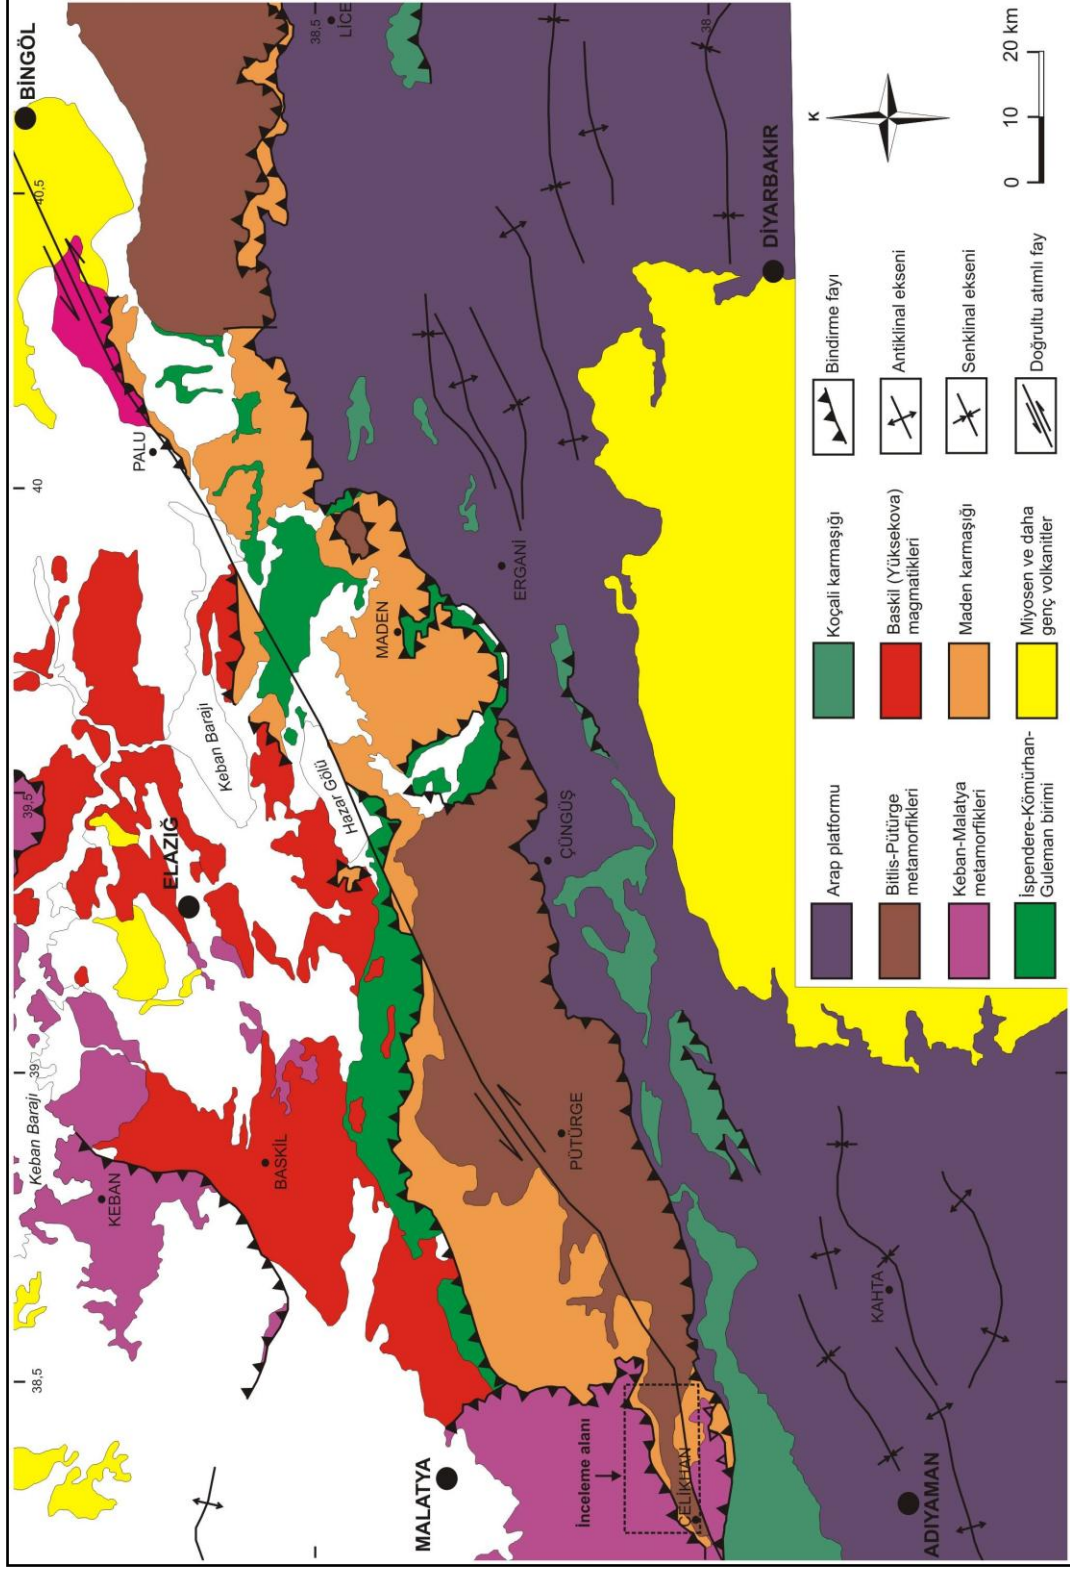 BİNGÖL
40,5
38,5
LİCE
38
PALU
40
DİYARBAKIR
ERGANİ
MADEN
Keban Barajı
Hazar Gölü
39,5
ELAZIĞ
ÇÜNGÜŞ
Keban Barajı
39
KEBAN
BASKİL
PÜTÜRGE
KAHTA
38,5
MALATYA
İnceleme alanı
ÇELİKHAN
ADIYAMAN
K
0 10 20 km
Arap platformu
Bitlis-Pütürge
metamorfikleri
Keban-Malatya
metamorfikleri
İspendere-Kömürhan-
Guleman birimi
Koçali karmaşığı
Baskil (Yüksekova)
magmatikleri
Maden karmaşığı
Miyosen ve daha
genç volkanitler
Bindirme fayı
Antiklinal ekseni
Senklinal ekseni
Doğrultu atımlı fay